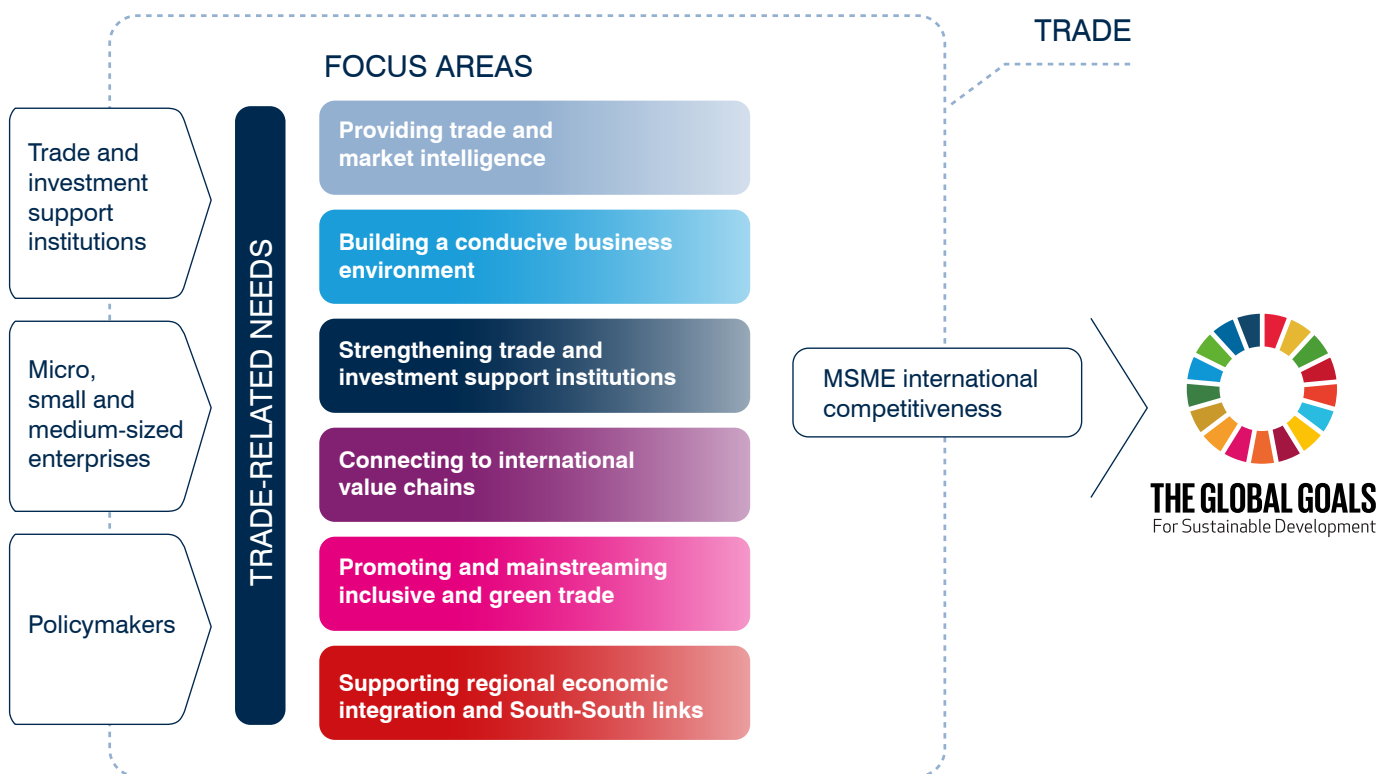 TRADE
FOCUS AREAS
Trade and
investment
support
institutions
Micro,
small and
medium-sized
enterprises
Policymakers
TRADE-RELATED NEEDS
Providing trade and
market intelligence
Building a conducive business
environment
Strengthening trade and
investment support institutions
Connecting to international
value chains
Promoting and mainstreaming
inclusive and green trade
Supporting regional economic
integration and South-South links
MSME international
competitiveness
THE GLOBAL GOALS
For Sustainable Development